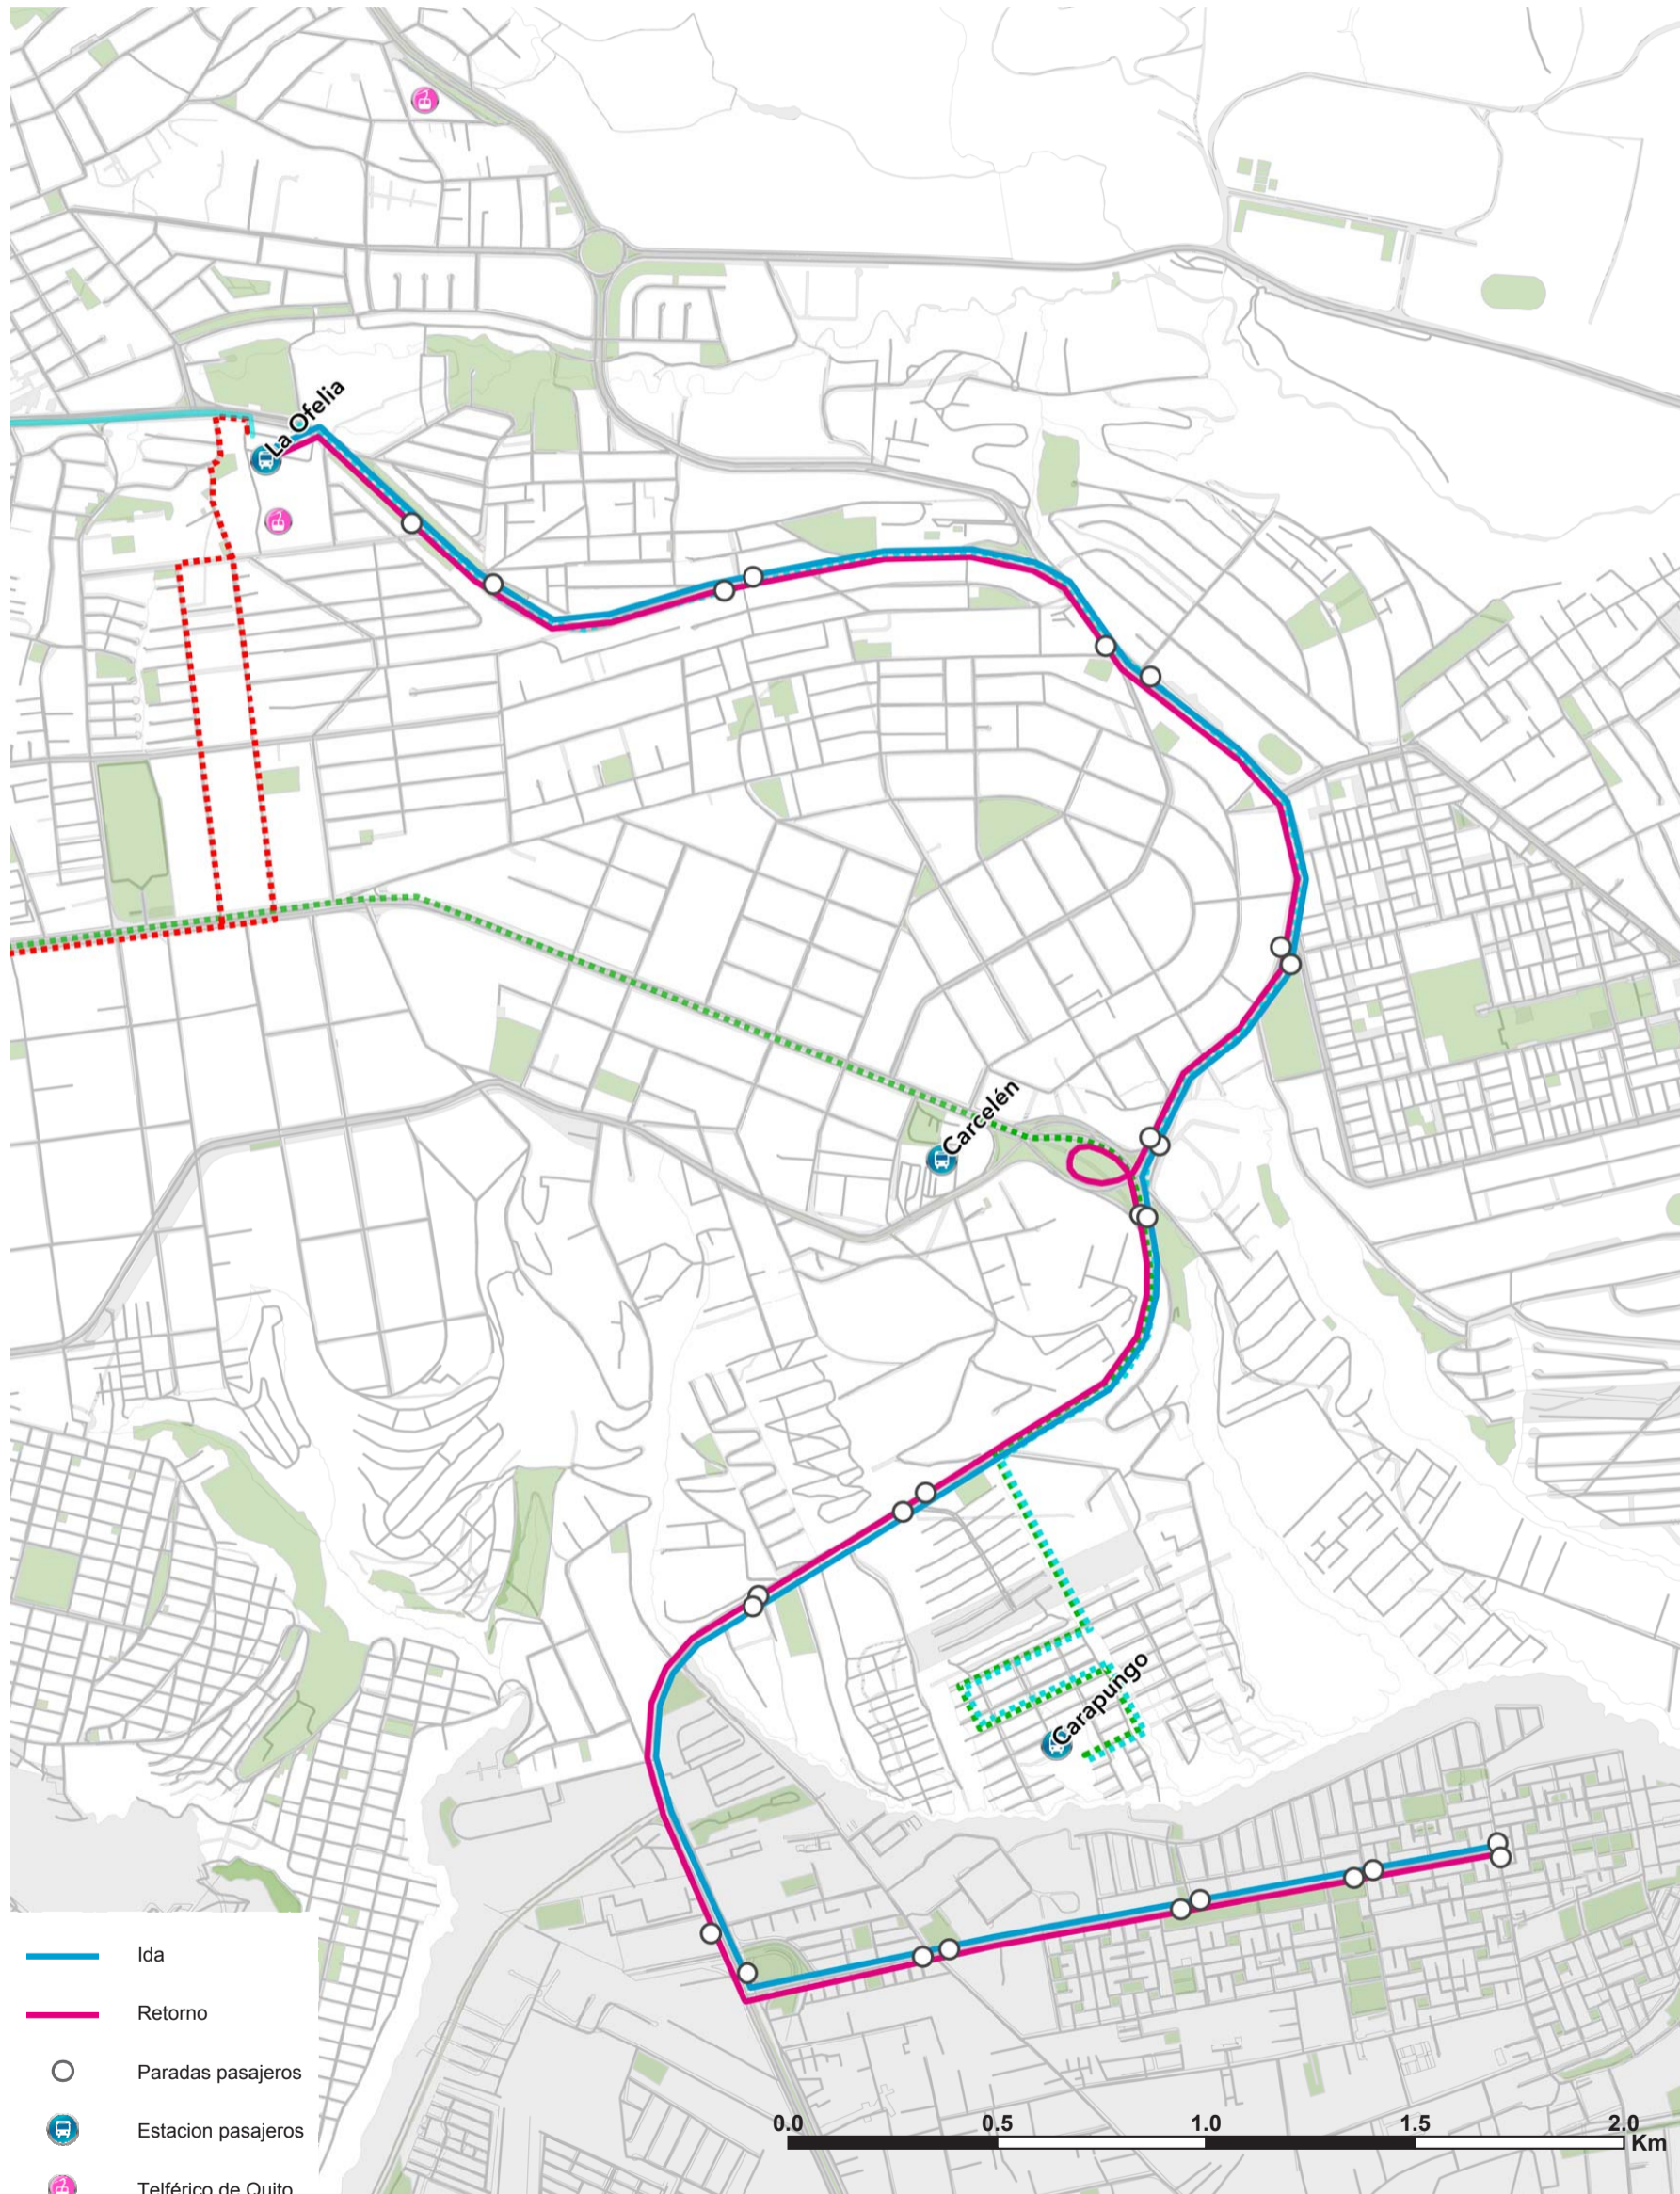 La Ofelia
Carcelén
Carapungo
Ida
Retorno
Paradas pasajeros
Estacion pasajeros
Telférico de Quito
0.0 0.5 1.0 1.5 2.0
Km